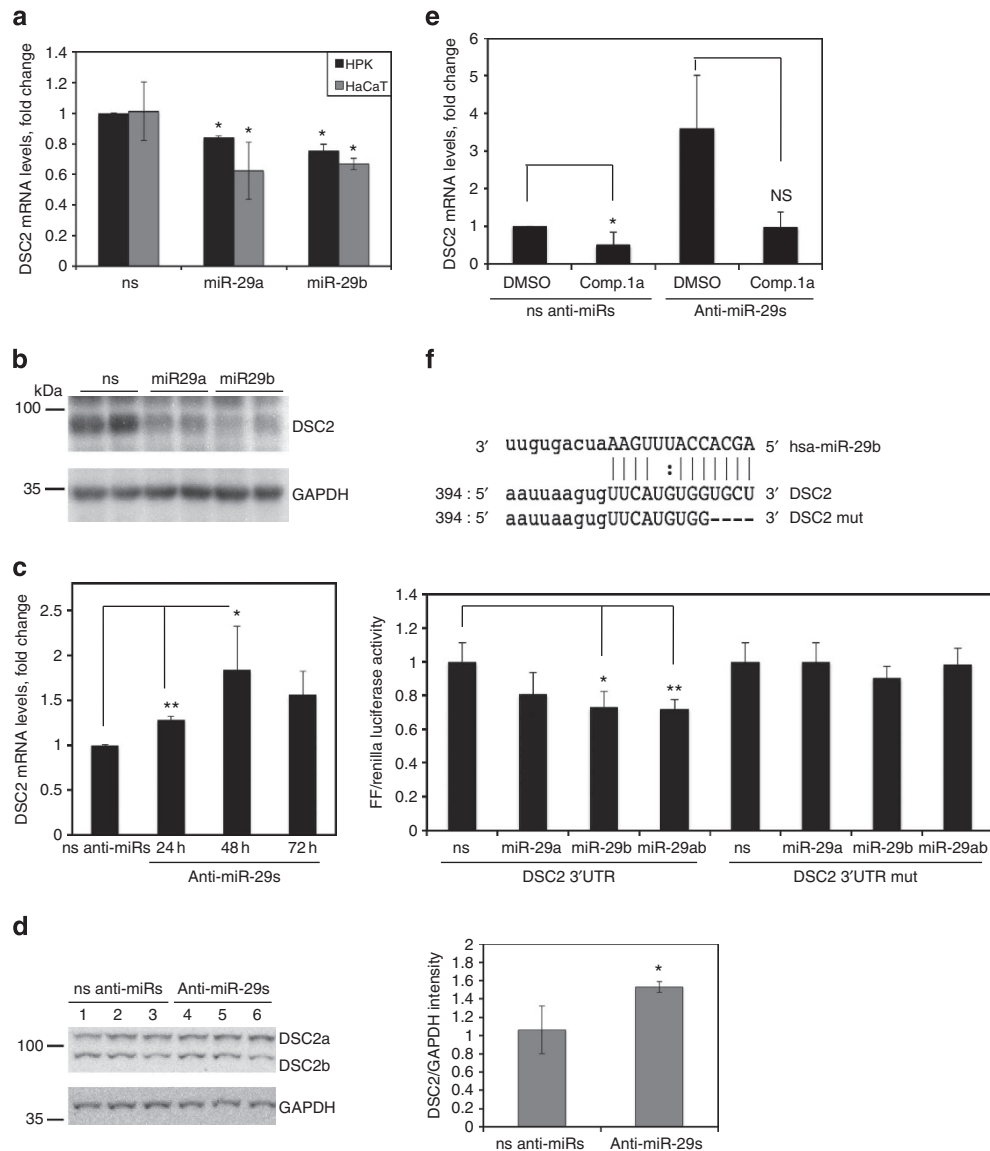 a
DSC2 mRNA levels, fold change
1.4
1.2
1
0.8
0.6
0.4
0.2
0
HPK
HaCaT
* * * *
ns miR-29a miR-29b
b
ns miR29a miR29b
kDa
100
DSC2
35
GAPDH
c
DSC2 mRNA levels, fold change
2.5
2
1.5
1
0.5
0
**
*
ns anti-miRs 24 h 48 h 72 h
Anti-miR-29s
d
ns anti-miRs Anti-miR-29s
1 2 3 4 5 6
100
DSC2a
DSC2b
GAPDH
35
DSC2/GAPDH intensity
2
1.8
1.6
1.4
1.2
1
0.8
0.6
0.4
0.2
0
*
ns anti-miRs Anti-miR-29s
e
DSC2 mRNA levels, fold change
6
5
4
3
2
1
0
*
NS
DMSO Comp.1a DMSO Comp.1a
ns anti-miRs Anti-miR-29s
f
3′ uugugacuaAAGUUUACCACGA 5′ hsa-miR-29b
|||| :|||||||
394 : 5′ aauuaagugUUCAUGUGGUGCU 3′ DSC2
394 : 5′ aauuaagugUUCAUGUGG---- 3′ DSC2 mut
FF/renilla luciferase activity
1.4
1.2
1
0.8
0.6
0.4
0.2
0
*
**
ns miR-29a miR-29b miR-29ab ns miR-29a miR-29b miR-29ab
DSC2 3′UTR DSC2 3′UTR mut